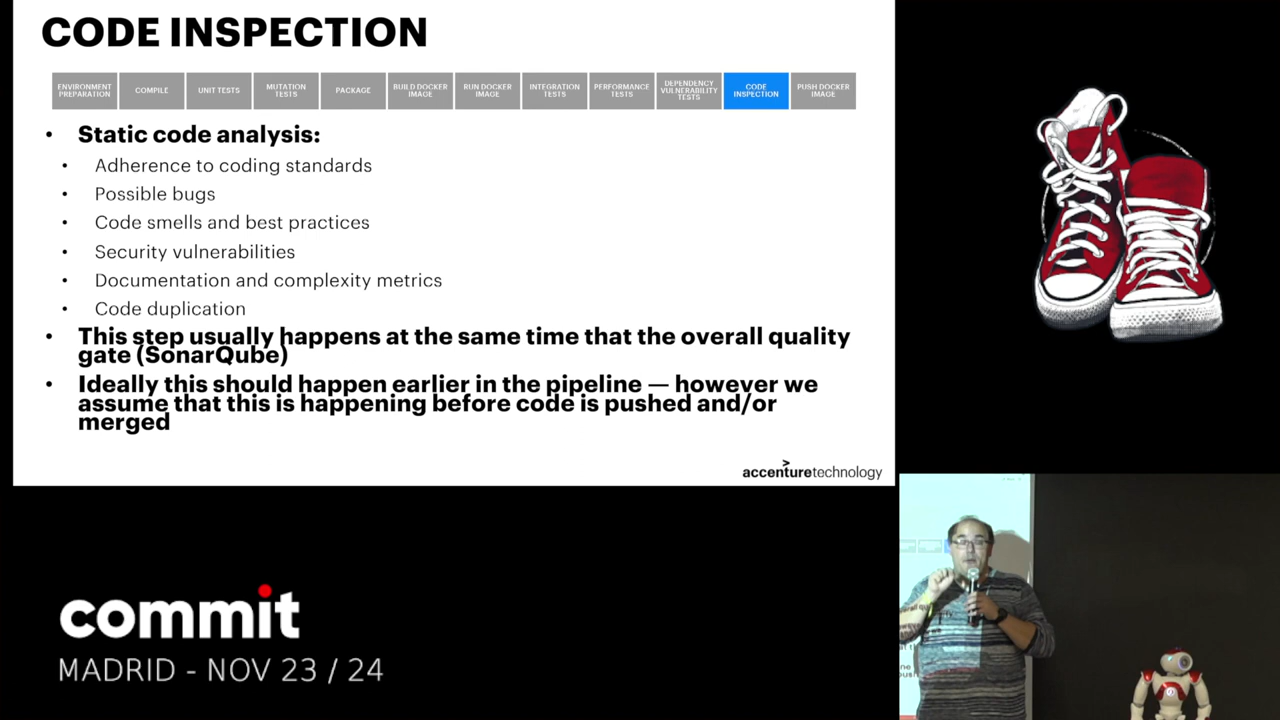 CODE INSPECTION
ENVIRONMENT
PREPARATION
COMPILE
UNIT TESTS
MUTATION
TESTS
PACKAGE
BUILD DOCKER
IMAGE
RUN DOCKER
IMAGE
INTEGRATION
TESTS
PERFORMANCE
TESTS
DEPENDENCY
VULNERABILITY
TESTS
CODE
INSPECTION
PUSH DOCKER
IMAGE
• Static code analysis:
• Adherence to coding standards
• Possible bugs
• Code smells and best practices
• Security vulnerabilities
• Documentation and complexity metrics
• Code duplication
• This step usually happens at the same time that the overall quality
gate (SonarQube)
• Ideally this should happen earlier in the pipeline — however we
assume that this is happening before code is pushed and/or
merged
accenturetechnology
commit
MADRID - NOV 23 / 24